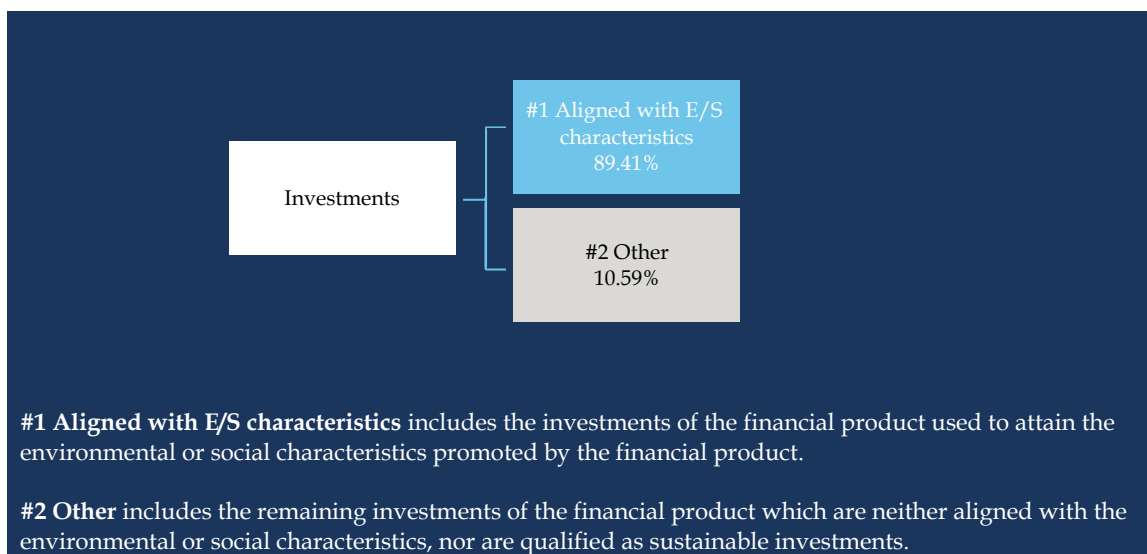 #1 Aligned with E/S
characteristics
89.41%
Investments
#2 Other
10.59%
#1 Aligned with E/S characteristics includes the investments of the financial product used to attain the
environmental or social characteristics promoted by the financial product.
#2 Other includes the remaining investments of the financial product which are neither aligned with the
environmental or social characteristics, nor are qualified as sustainable investments.